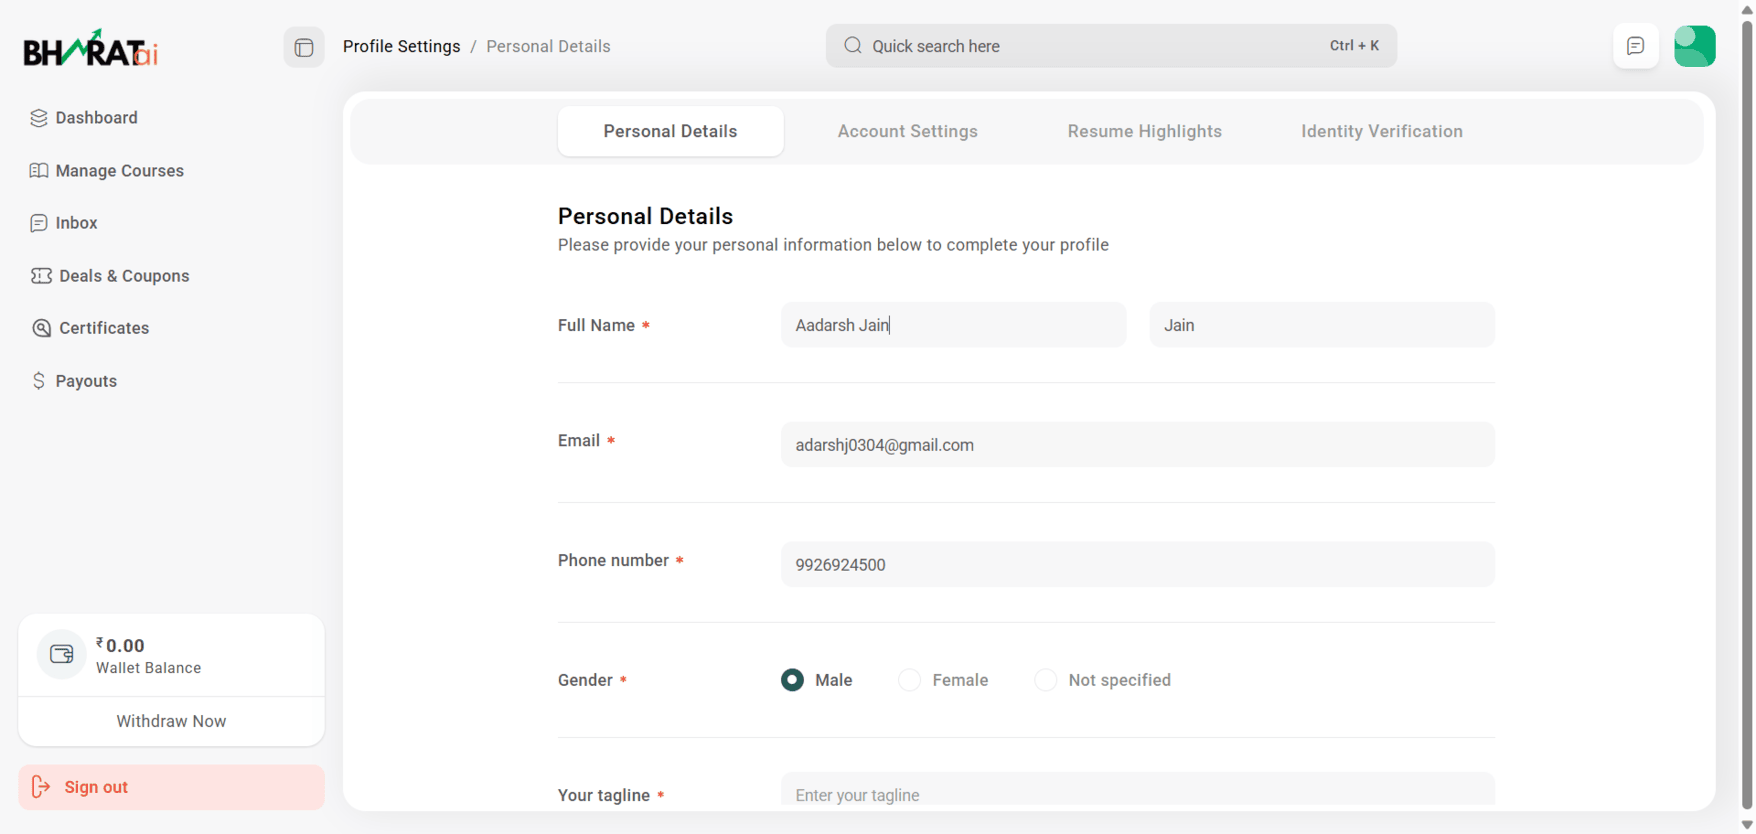 BHARATai
Profile Settings / Personal Details
Quick search here
Ctrl + K
Dashboard
Manage Courses
Inbox
Deals & Coupons
Certificates
Payouts
₹0.00
Wallet Balance
Withdraw Now
Sign out
Personal Details
Account Settings
Resume Highlights
Identity Verification
Personal Details
Please provide your personal information below to complete your profile
Full Name *
Aadarsh Jain
Jain
Email *
adarshj0304@gmail.com
Phone number *
9926924500
Gender *
Male
Female
Not specified
Your tagline *
Enter your tagline